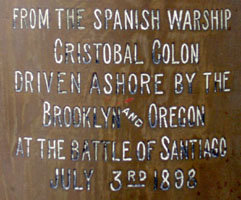 FROM THE SPANISH WARSHIP
CRISTOBAL COLON
DRIVEN ASHORE BY THE
BROOKLYN AND OREGON
AT THE BATTLE OF SANTIAGO
JULY 3RD 1898